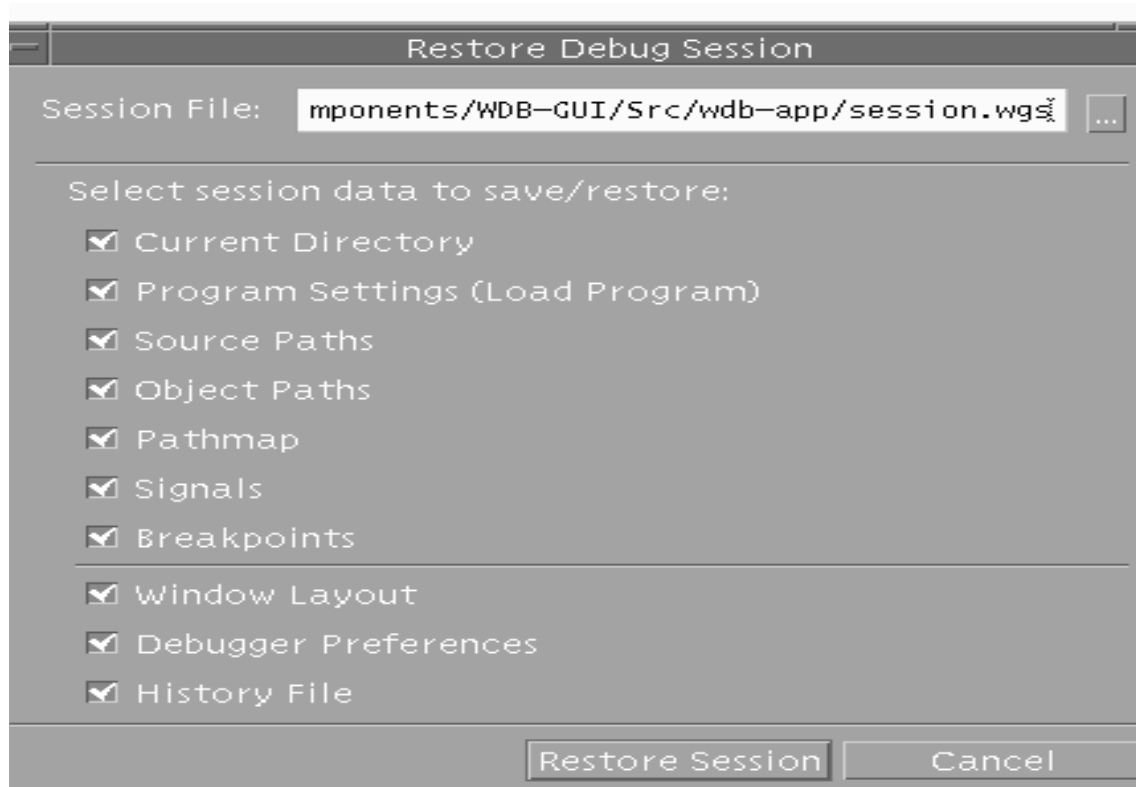 Restore Debug Session
Session File: mponents/WDB-GUI/Src/wdb-app/session.wgs ...
Select session data to save/restore:
Current Directory
Program Settings (Load Program)
Source Paths
Object Paths
Pathmap
Signals
Breakpoints
Window Layout
Debugger Preferences
History File
Restore Session Cancel